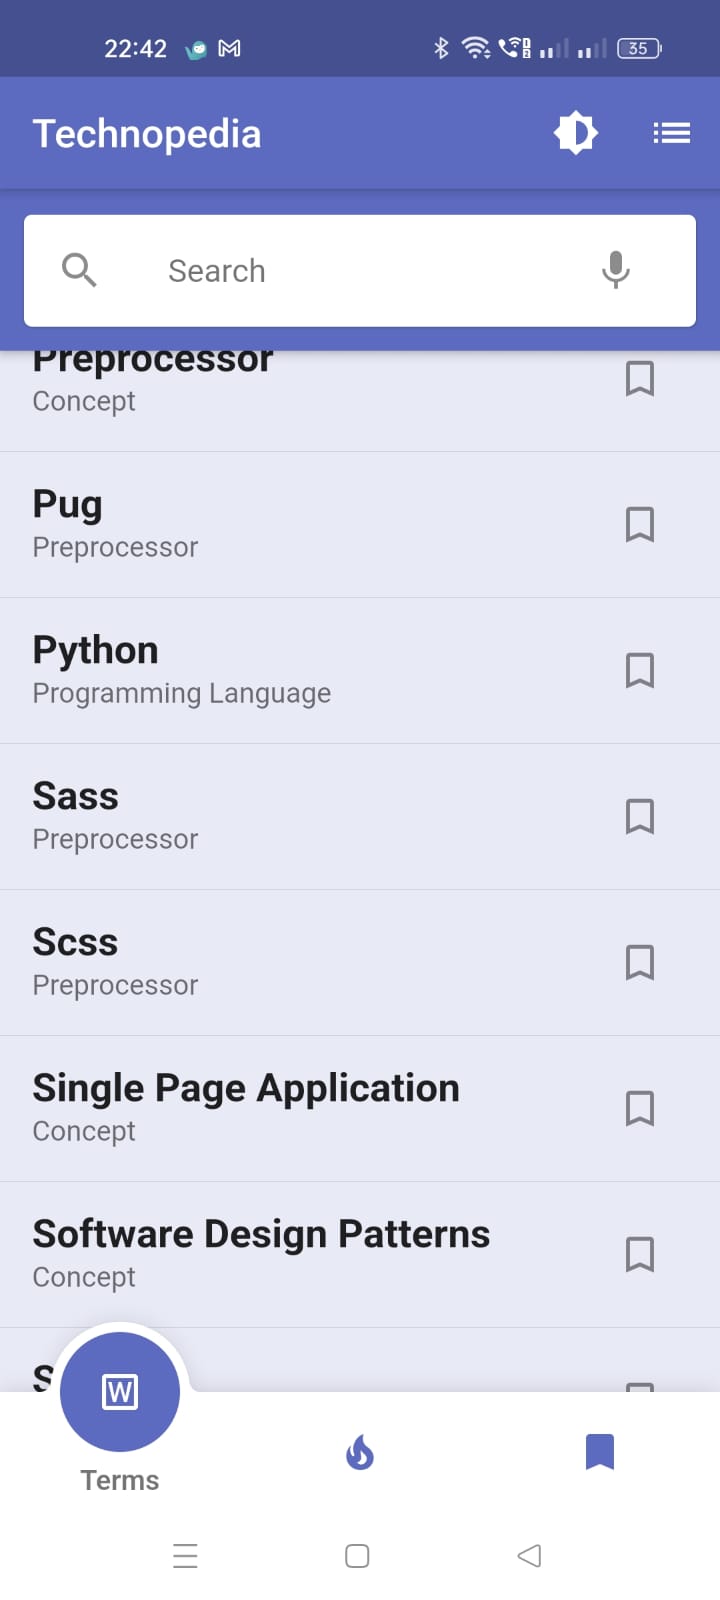 22:42
35
Technopedia
Search
Preprocessor
Concept
Pug
Preprocessor
Python
Programming Language
Sass
Preprocessor
Scss
Preprocessor
Single Page Application
Concept
Software Design Patterns
Concept
W
Terms